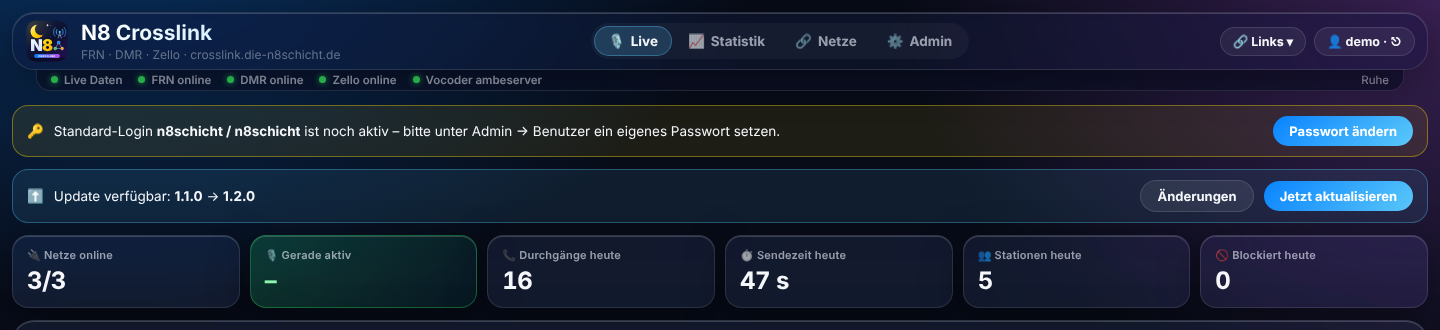 N8 Crosslink
FRN · DMR · Zello · crosslink.die-n8schicht.de
Live
Statistik
Netze
Admin
Links ▾
demo · ⎋
Live Daten
FRN online
DMR online
Zello online
Vocoder ambeserver
Ruhe
Standard-Login n8schicht / n8schicht ist noch aktiv – bitte unter Admin → Benutzer ein eigenes Passwort setzen.
Passwort ändern
Update verfügbar: 1.1.0 → 1.2.0
Änderungen
Jetzt aktualisieren
Netze online
3/3
Gerade aktiv
–
Durchgänge heute
16
Sendezeit heute
47 s
Stationen heute
5
Blockiert heute
0